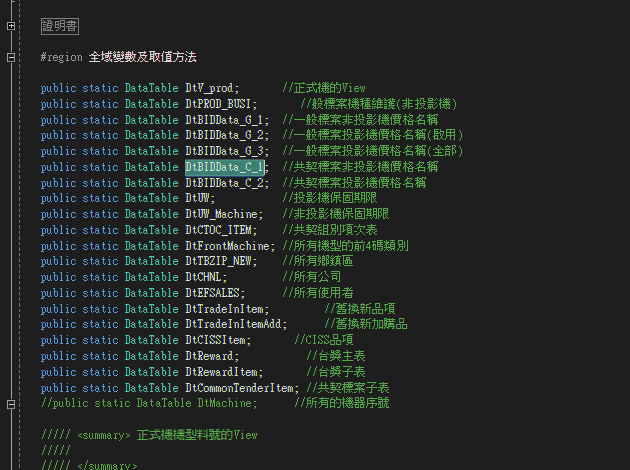 證明書
#region 全域變數及取值方法
public static DataTable DtV_prod; //正式機的View
public static DataTable DtPROD_BUSI; //般標案機種維護(非投影機)
public static DataTable DtBIDData_G_1; //一般標案非投影機價格名稱
public static DataTable DtBIDData_G_2; //一般標案投影機價格名稱(啟用)
public static DataTable DtBIDData_G_3; //一般標案投影機價格名稱(全部)
public static DataTable DtBIDData_C_1; //共契標案非投影機價格名稱
public static DataTable DtBIDData_C_2; //共契標案投影機價格名稱
public static DataTable DtUW; //投影機保固期限
public static DataTable DtUW_Machine; //非投影機保固期限
public static DataTable DtCTOC_ITEM; //共契組別項次表
public static DataTable DtFrontMachine; //所有機型的前4碼類別
public static DataTable DtTBZIP_NEW; //所有鄉鎮區
public static DataTable DtCHNL; //所有公司
public static DataTable DtEFSALES; //所有使用者
public static DataTable DtTradeInItem; //舊換新品項
public static DataTable DtTradeInItemAdd; //舊換新加購品
public static DataTable DtCISSItem; //CISS品項
public static DataTable DtReward; //台獎主表
public static DataTable DtRewardItem; //台獎子表
public static DataTable DtCommonTenderItem; //共契標案子表
//public static DataTable DtMachine; //所有的機器序號
///// <summary> 正式機機型料號的View
/////
///// </summary>